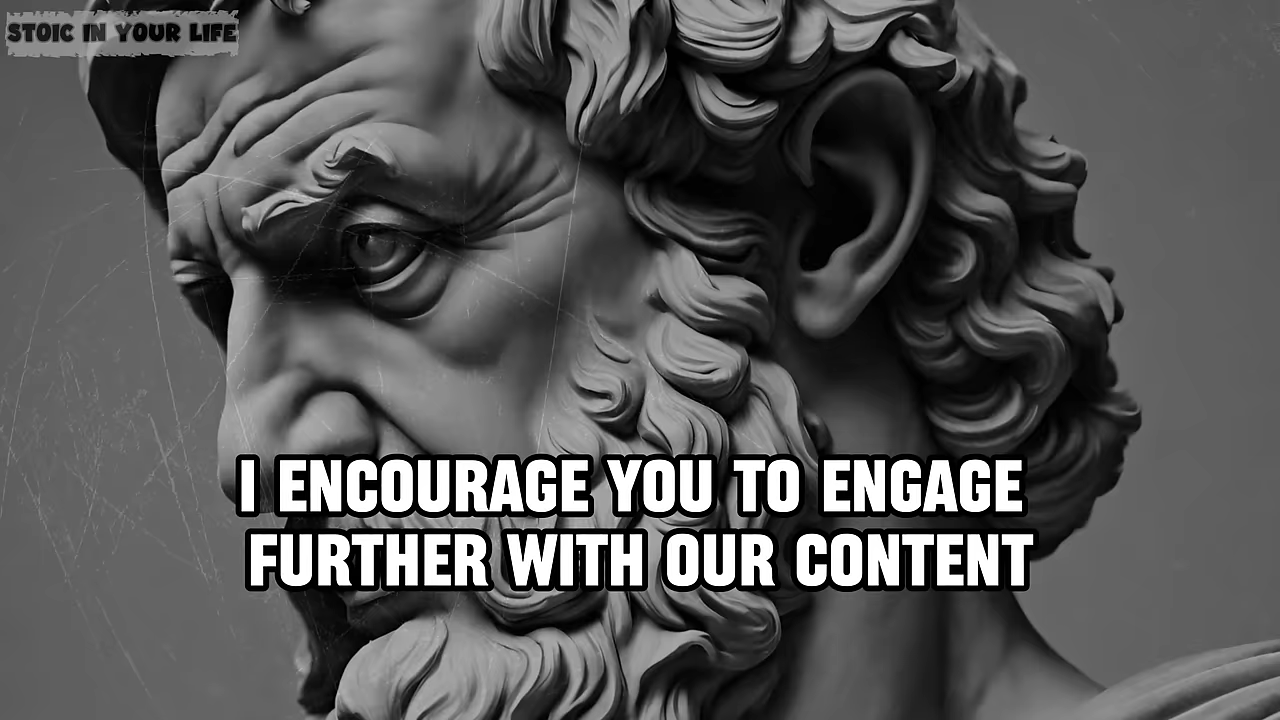 STOIC IN YOUR LIFE
I ENCOURAGE YOU TO ENGAGE
FURTHER WITH OUR CONTENT